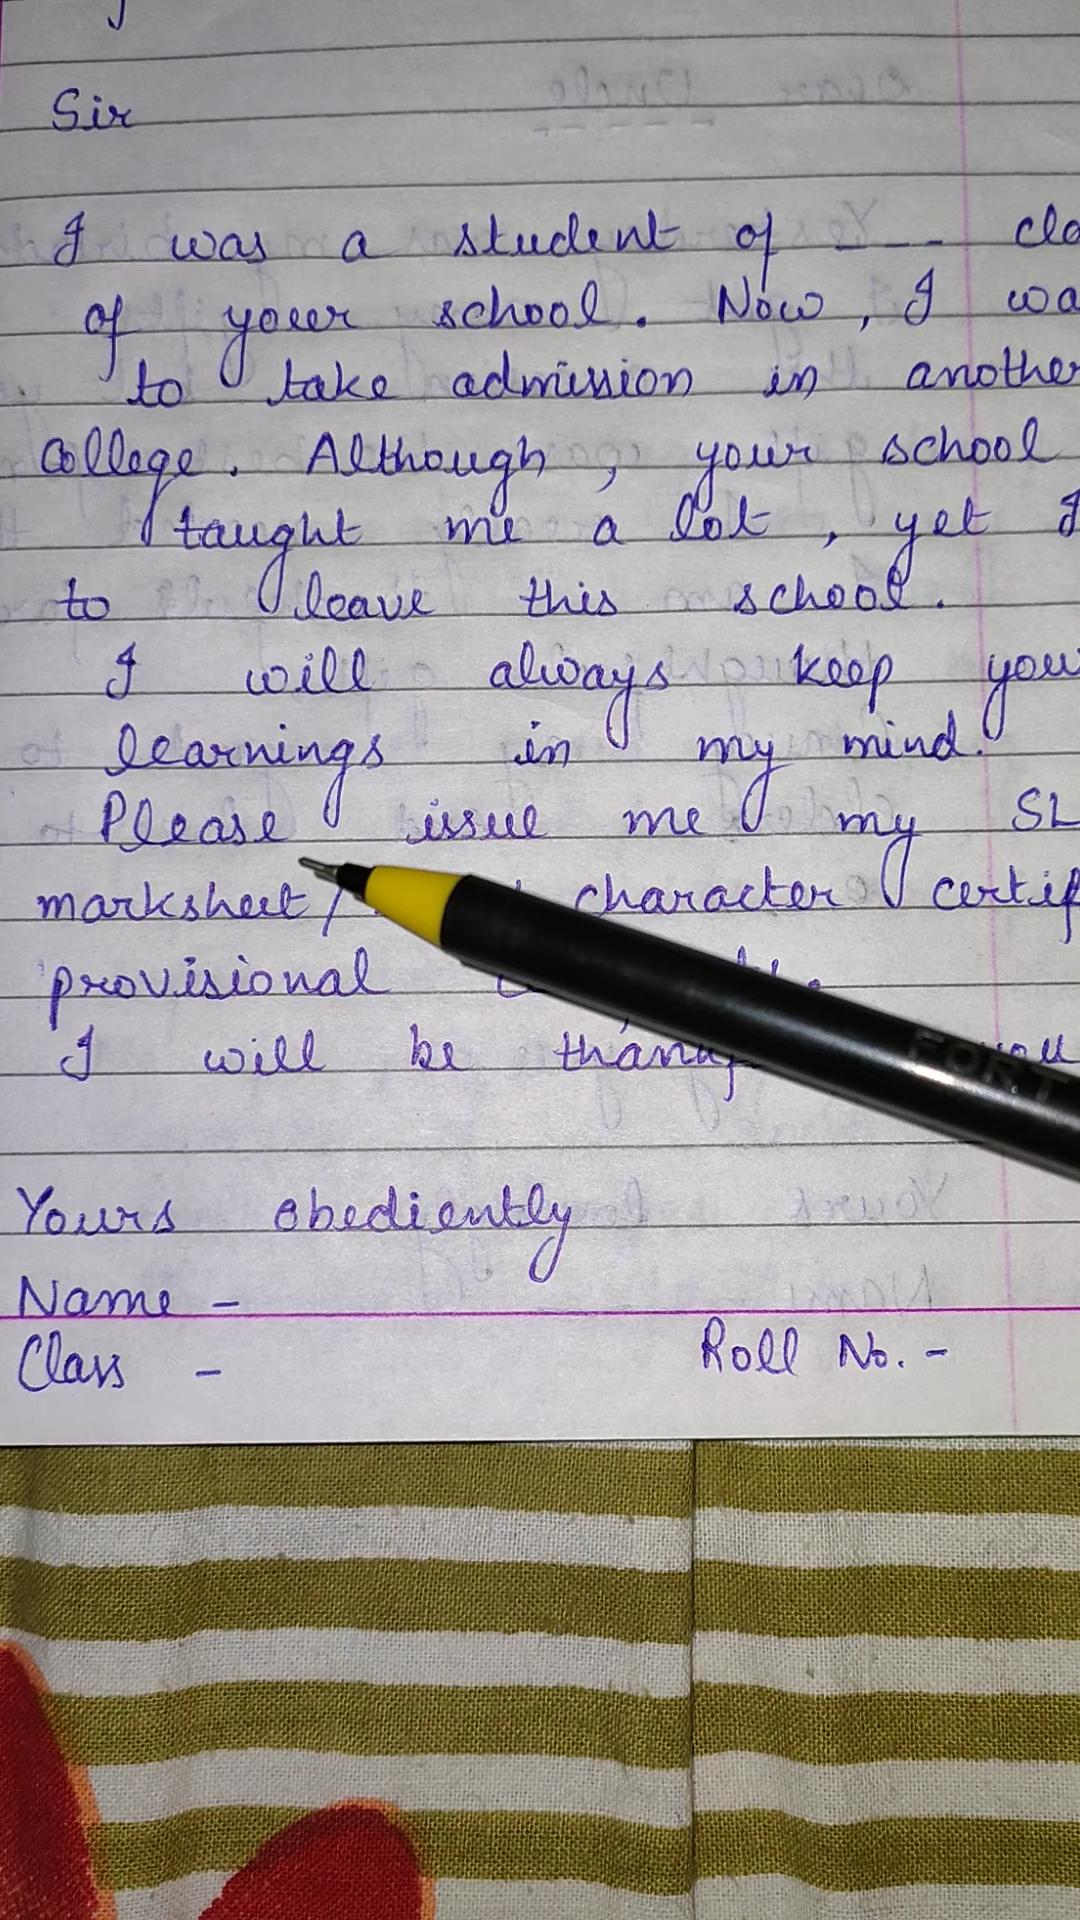 Sir
I was a student of ---- cla
of your school. Now, I wa
to take admission in another
college. Although, your school
taught me a lot, yet I
to leave this school.
I will always keep your
learnings in my mind.
Please issue me my SL
marksheet/ character certif
provisional
I will be you
Yours obediently
Name -
Class - Roll No. -
FORT